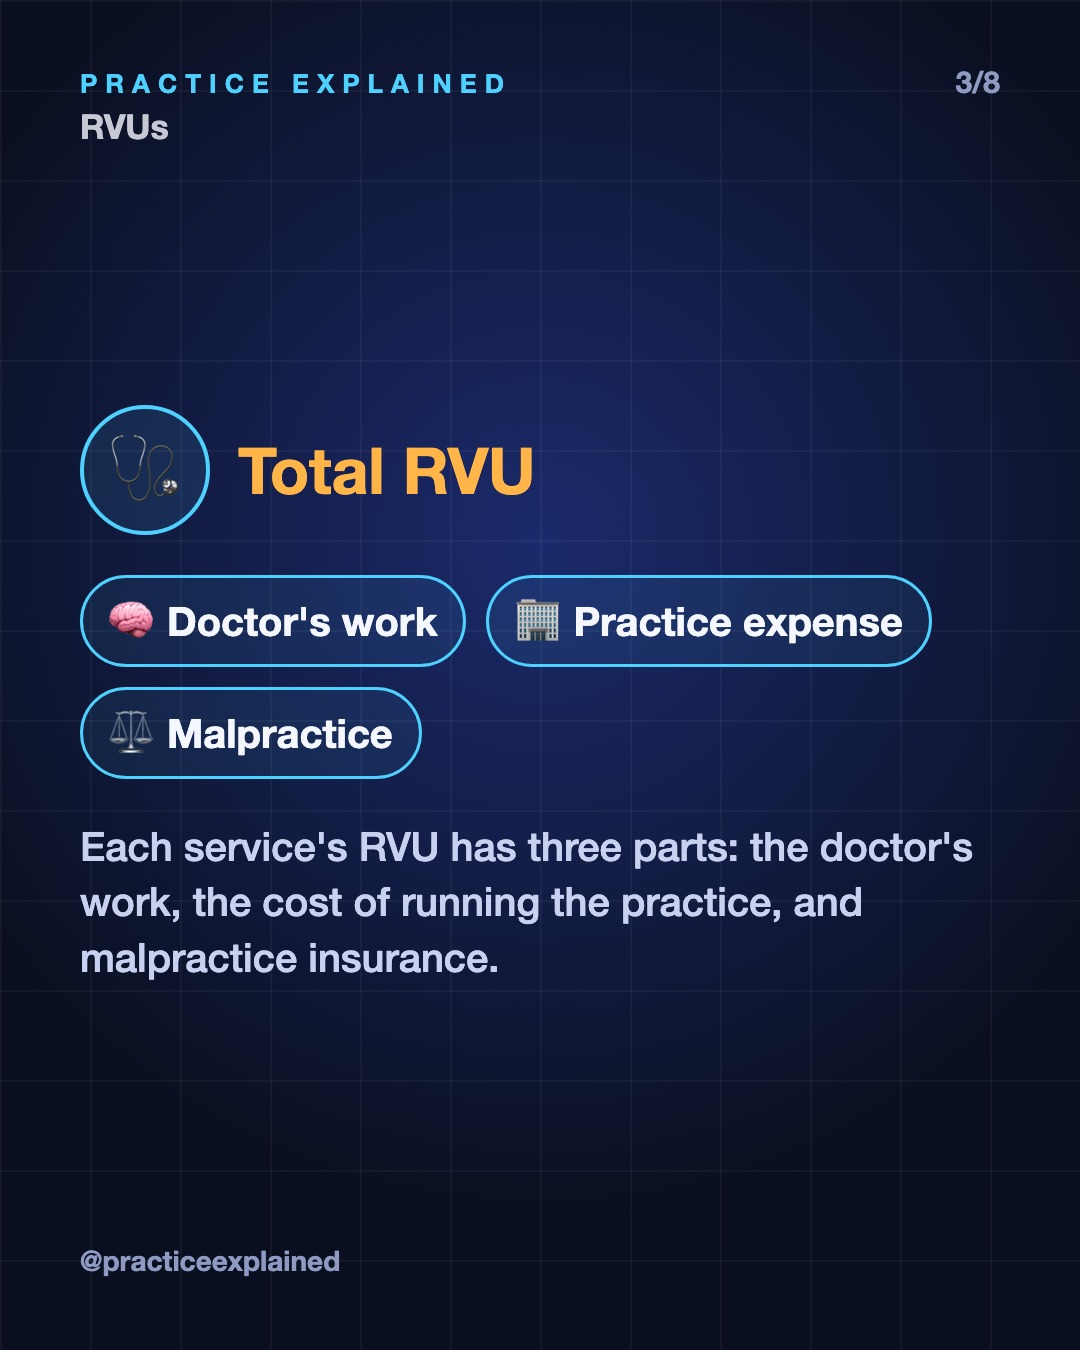 PRACTICE EXPLAINED
3/8
RVUs
Total RVU
Doctor's work
Practice expense
Malpractice
Each service's RVU has three parts: the doctor's
work, the cost of running the practice, and
malpractice insurance.
@practiceexplained